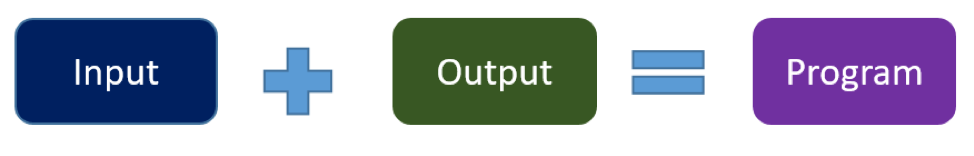 Input + Output = Program